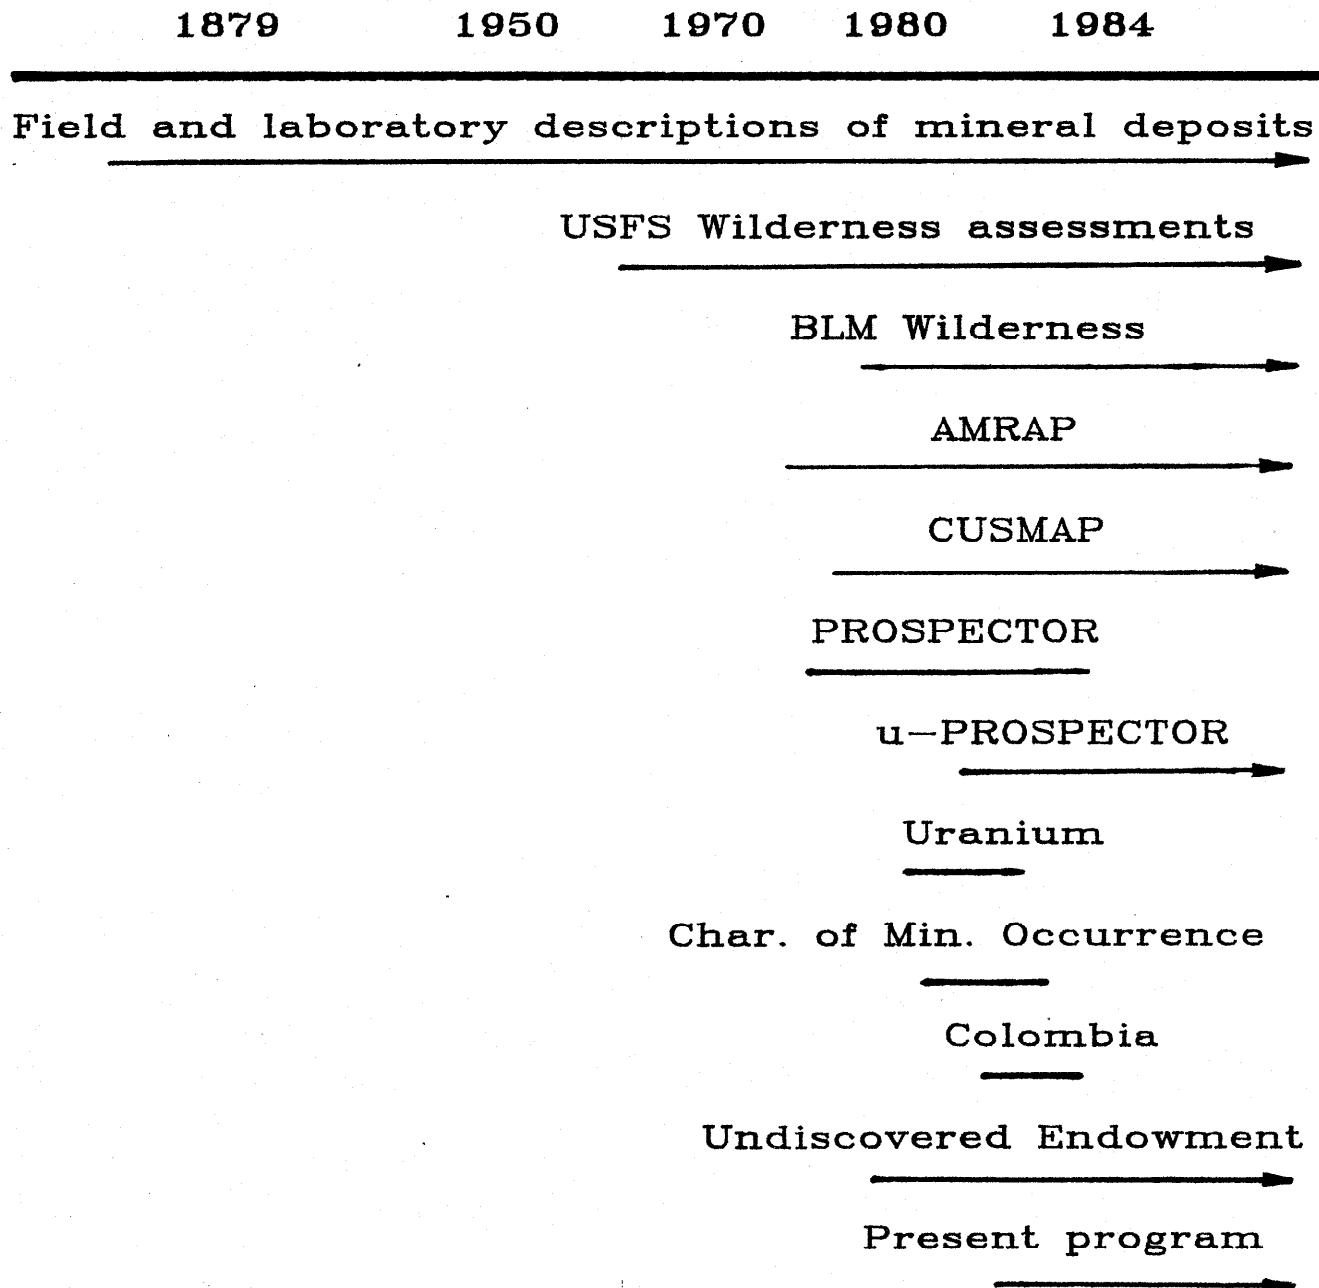 1879 1950 1970 1980 1984
Field and laboratory descriptions of mineral deposits
USFS Wilderness assessments
BLM Wilderness
AMRAP
CUSMAP
PROSPECTOR
u-PROSPECTOR
Uranium
Char. of Min. Occurrence
Colombia
Undiscovered Endowment
Present program